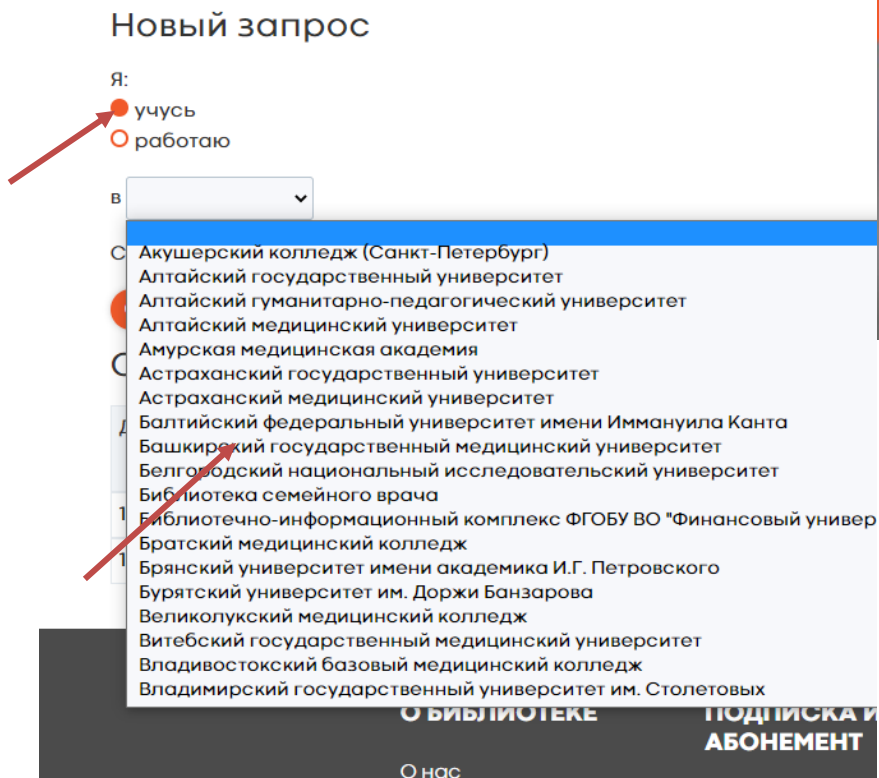 Новый запрос
Я:
учусь
работаю
в
Акушерский колледж (Санкт-Петербург)
Алтайский государственный университет
Алтайский гуманитарно-педагогический университет
Алтайский медицинский университет
Амурская медицинская академия
Астраханский государственный университет
Астраханский медицинский университет
Балтийский федеральный университет имени Иммануила Канта
Башкирский государственный медицинский университет
Белгородский национальный исследовательский университет
Библиотека семейного врача
Библиотечно-информационный комплекс ФГОБУ ВО "Финансовый универ
Братский медицинский колледж
Брянский университет имени академика И.Г. Петровского
Бурятский университет им. Доржи Банзарова
Великолукский медицинский колледж
Витебский государственный медицинский университет
Владивостокский базовый медицинский колледж
Владимирский государственный университет им. Столетовых
О БИБЛИОТЕКЕ
ПОДПИСКА И
АБОНЕМЕНТ
О нас